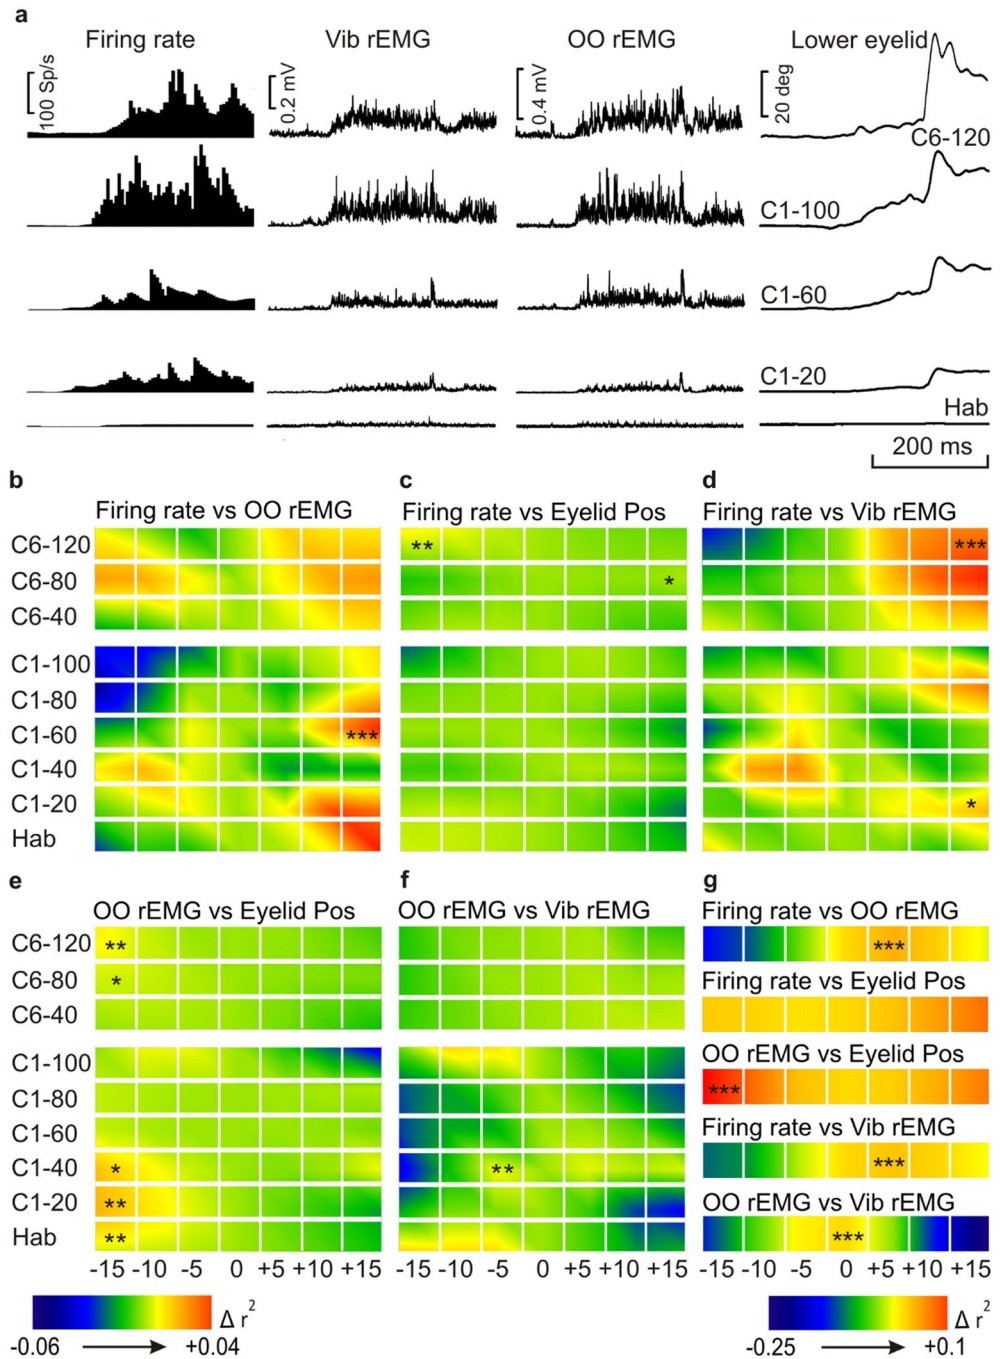 a
Firing rate
Vib rEMG
OO rEMG
Lower eyelid
100 Sp/s
0.2 mV
0.4 mV
20 deg
C6-120
C1-100
C1-60
C1-20
Hab
200 ms
b
c
d
Firing rate vs OO rEMG
Firing rate vs Eyelid Pos
Firing rate vs Vib rEMG
C6-120
**
***
C6-80
*
C6-40
C1-100
C1-80
C1-60
***
C1-40
C1-20
*
Hab
e
f
g
OO rEMG vs Eyelid Pos
OO rEMG vs Vib rEMG
Firing rate vs OO rEMG
C6-120
**
***
C6-80
*
Firing rate vs Eyelid Pos
C6-40
OO rEMG vs Eyelid Pos
C1-100
C1-80
***
C1-60
Firing rate vs Vib rEMG
C1-40
*
**
***
C1-20
**
OO rEMG vs Vib rEMG
Hab
**
***
-15 -10 -5 0 +5 +10 +15
-15 -10 -5 0 +5 +10 +15
-15 -10 -5 0 +5 +10 +15
Δ r²
-0.06 +0.04
Δ r²
-0.25 +0.1